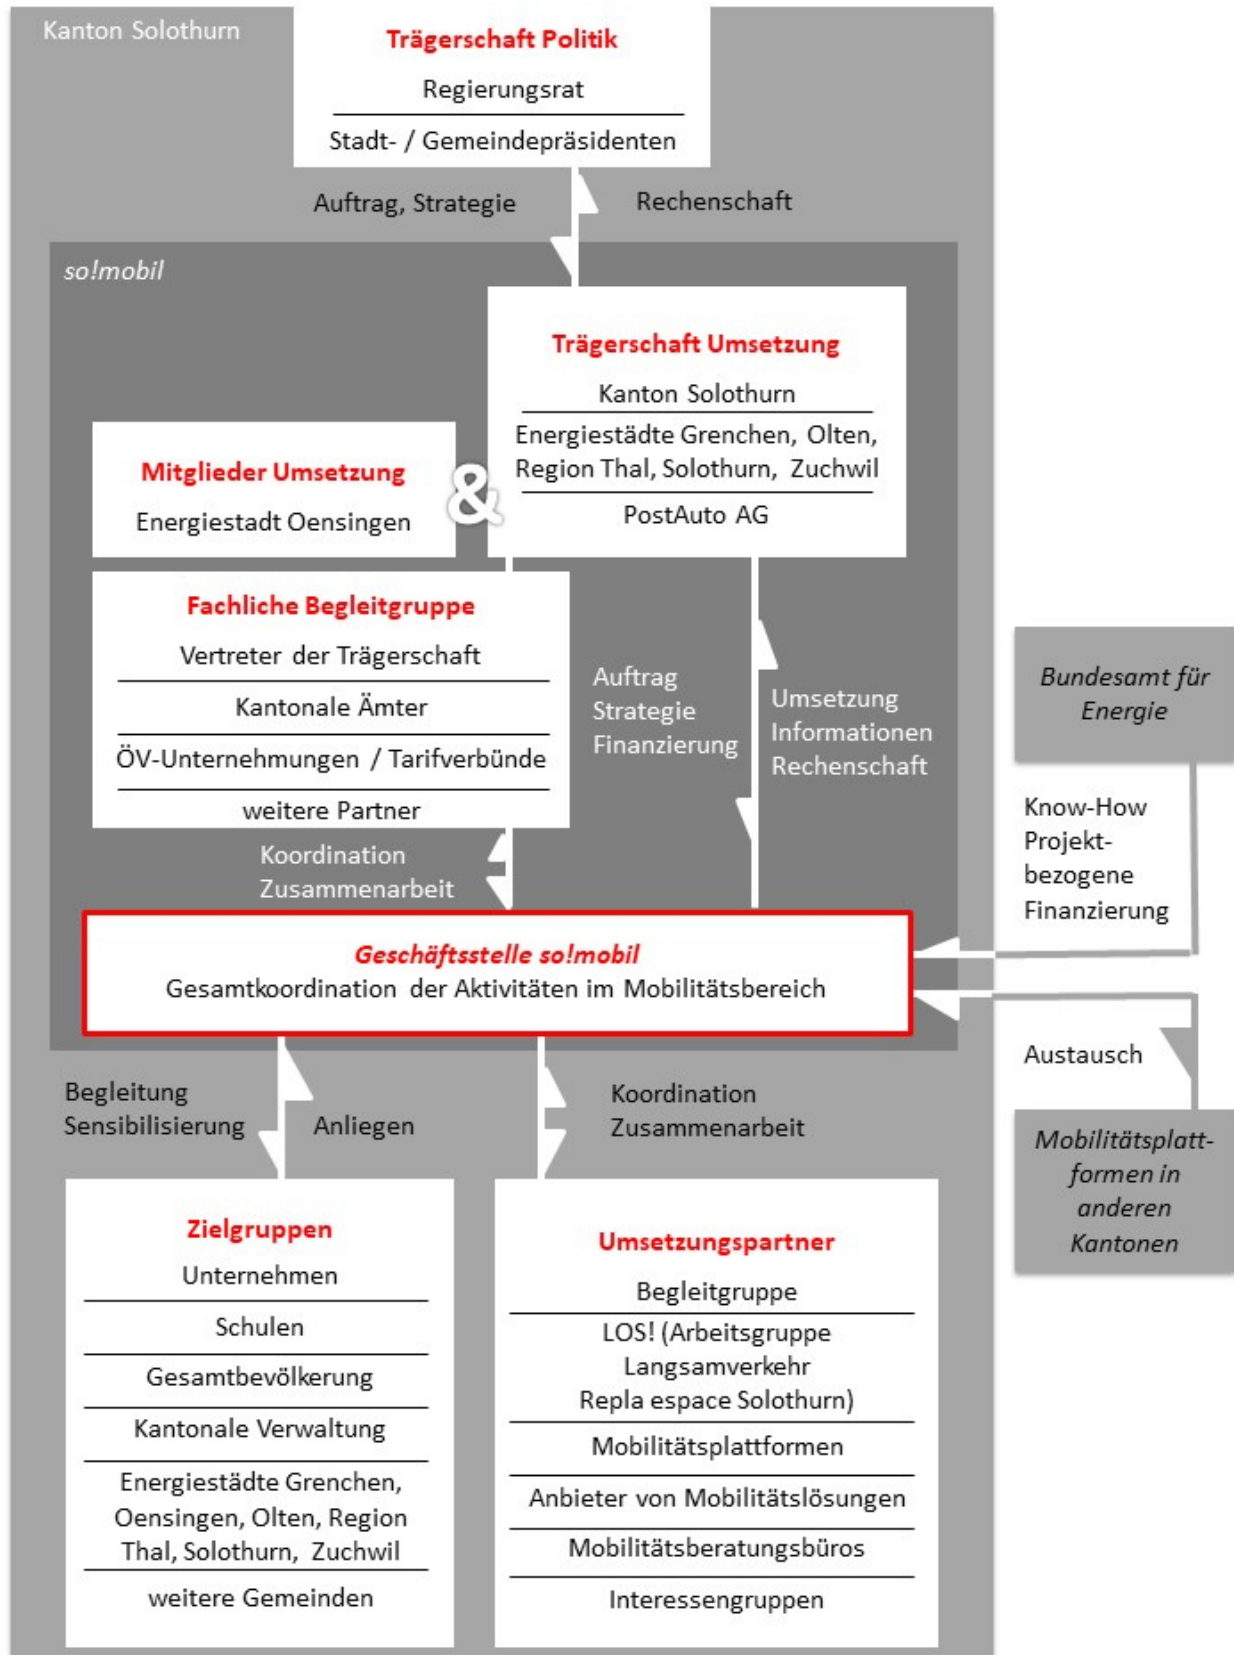 Kanton Solothurn
Trägerschaft Politik
Regierungsrat
Stadt- / Gemeindepräsidenten
Auftrag, Strategie
Rechenschaft
so!mobil
Trägerschaft Umsetzung
Kanton Solothurn
Energiestädte Grenchen, Olten,
Region Thal, Solothurn, Zuchwil
PostAuto AG
Mitglieder Umsetzung
Energiestadt Oensingen
&
Fachliche Begleitgruppe
Vertreter der Trägerschaft
Kantonale Ämter
ÖV-Unternehmungen / Tarifverbünde
weitere Partner
Auftrag
Strategie
Finanzierung
Umsetzung
Informationen
Rechenschaft
Bundesamt für
Energie
Know-How
Projekt-
bezogene
Finanzierung
Koordination
Zusammenarbeit
Geschäftsstelle so!mobil
Gesamtkoordination der Aktivitäten im Mobilitätsbereich
Austausch
Mobilitätsplatt-
formen in
anderen
Kantonen
Begleitung
Sensibilisierung
Anliegen
Koordination
Zusammenarbeit
Zielgruppen
Unternehmen
Schulen
Gesamtbevölkerung
Kantonale Verwaltung
Energiestädte Grenchen,
Oensingen, Olten, Region
Thal, Solothurn, Zuchwil
weitere Gemeinden
Umsetzungspartner
Begleitgruppe
LOS! (Arbeitsgruppe
Langsamverkehr
Repla espace Solothurn)
Mobilitätsplattformen
Anbieter von Mobilitätslösungen
Mobilitätsberatungsbüros
Interessengruppen